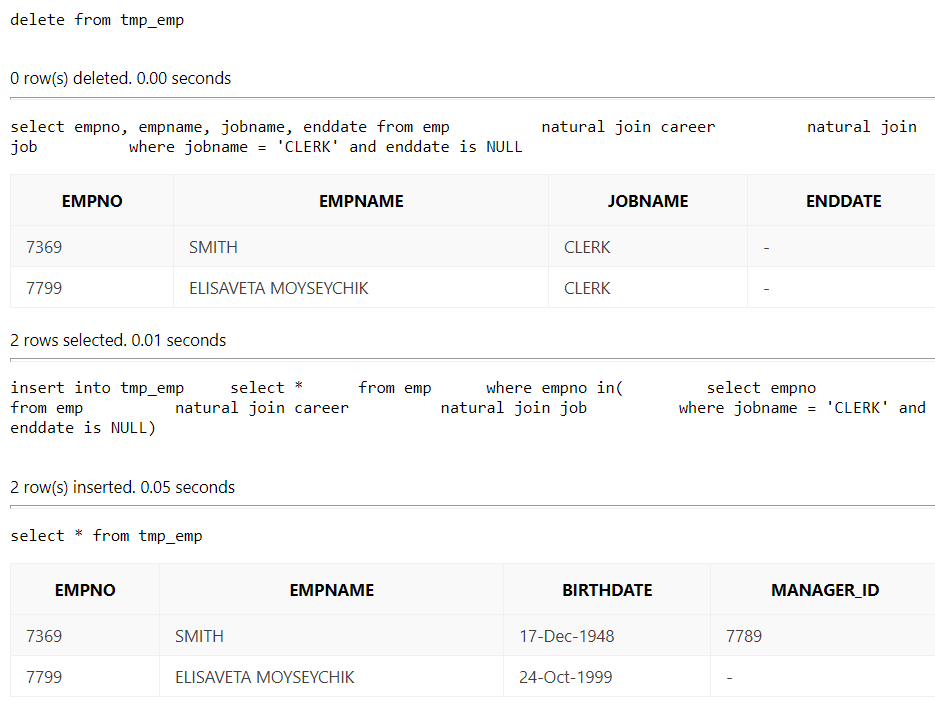 delete from tmp_emp
0 row(s) deleted. 0.00 seconds
select empno, empname, jobname, enddate from emp natural join career natural join
job where jobname = 'CLERK' and enddate is NULL
EMPNO EMPNAME JOBNAME ENDDATE
7369 SMITH CLERK -
7799 ELISAVETA MOYSEYCHIK CLERK -
2 rows selected. 0.01 seconds
insert into tmp_emp select * from emp where empno in( select empno
from emp natural join career natural join job where jobname = 'CLERK' and
enddate is NULL)
2 row(s) inserted. 0.05 seconds
select * from tmp_emp
EMPNO EMPNAME BIRTHDATE MANAGER_ID
7369 SMITH 17-Dec-1948 7789
7799 ELISAVETA MOYSEYCHIK 24-Oct-1999 -